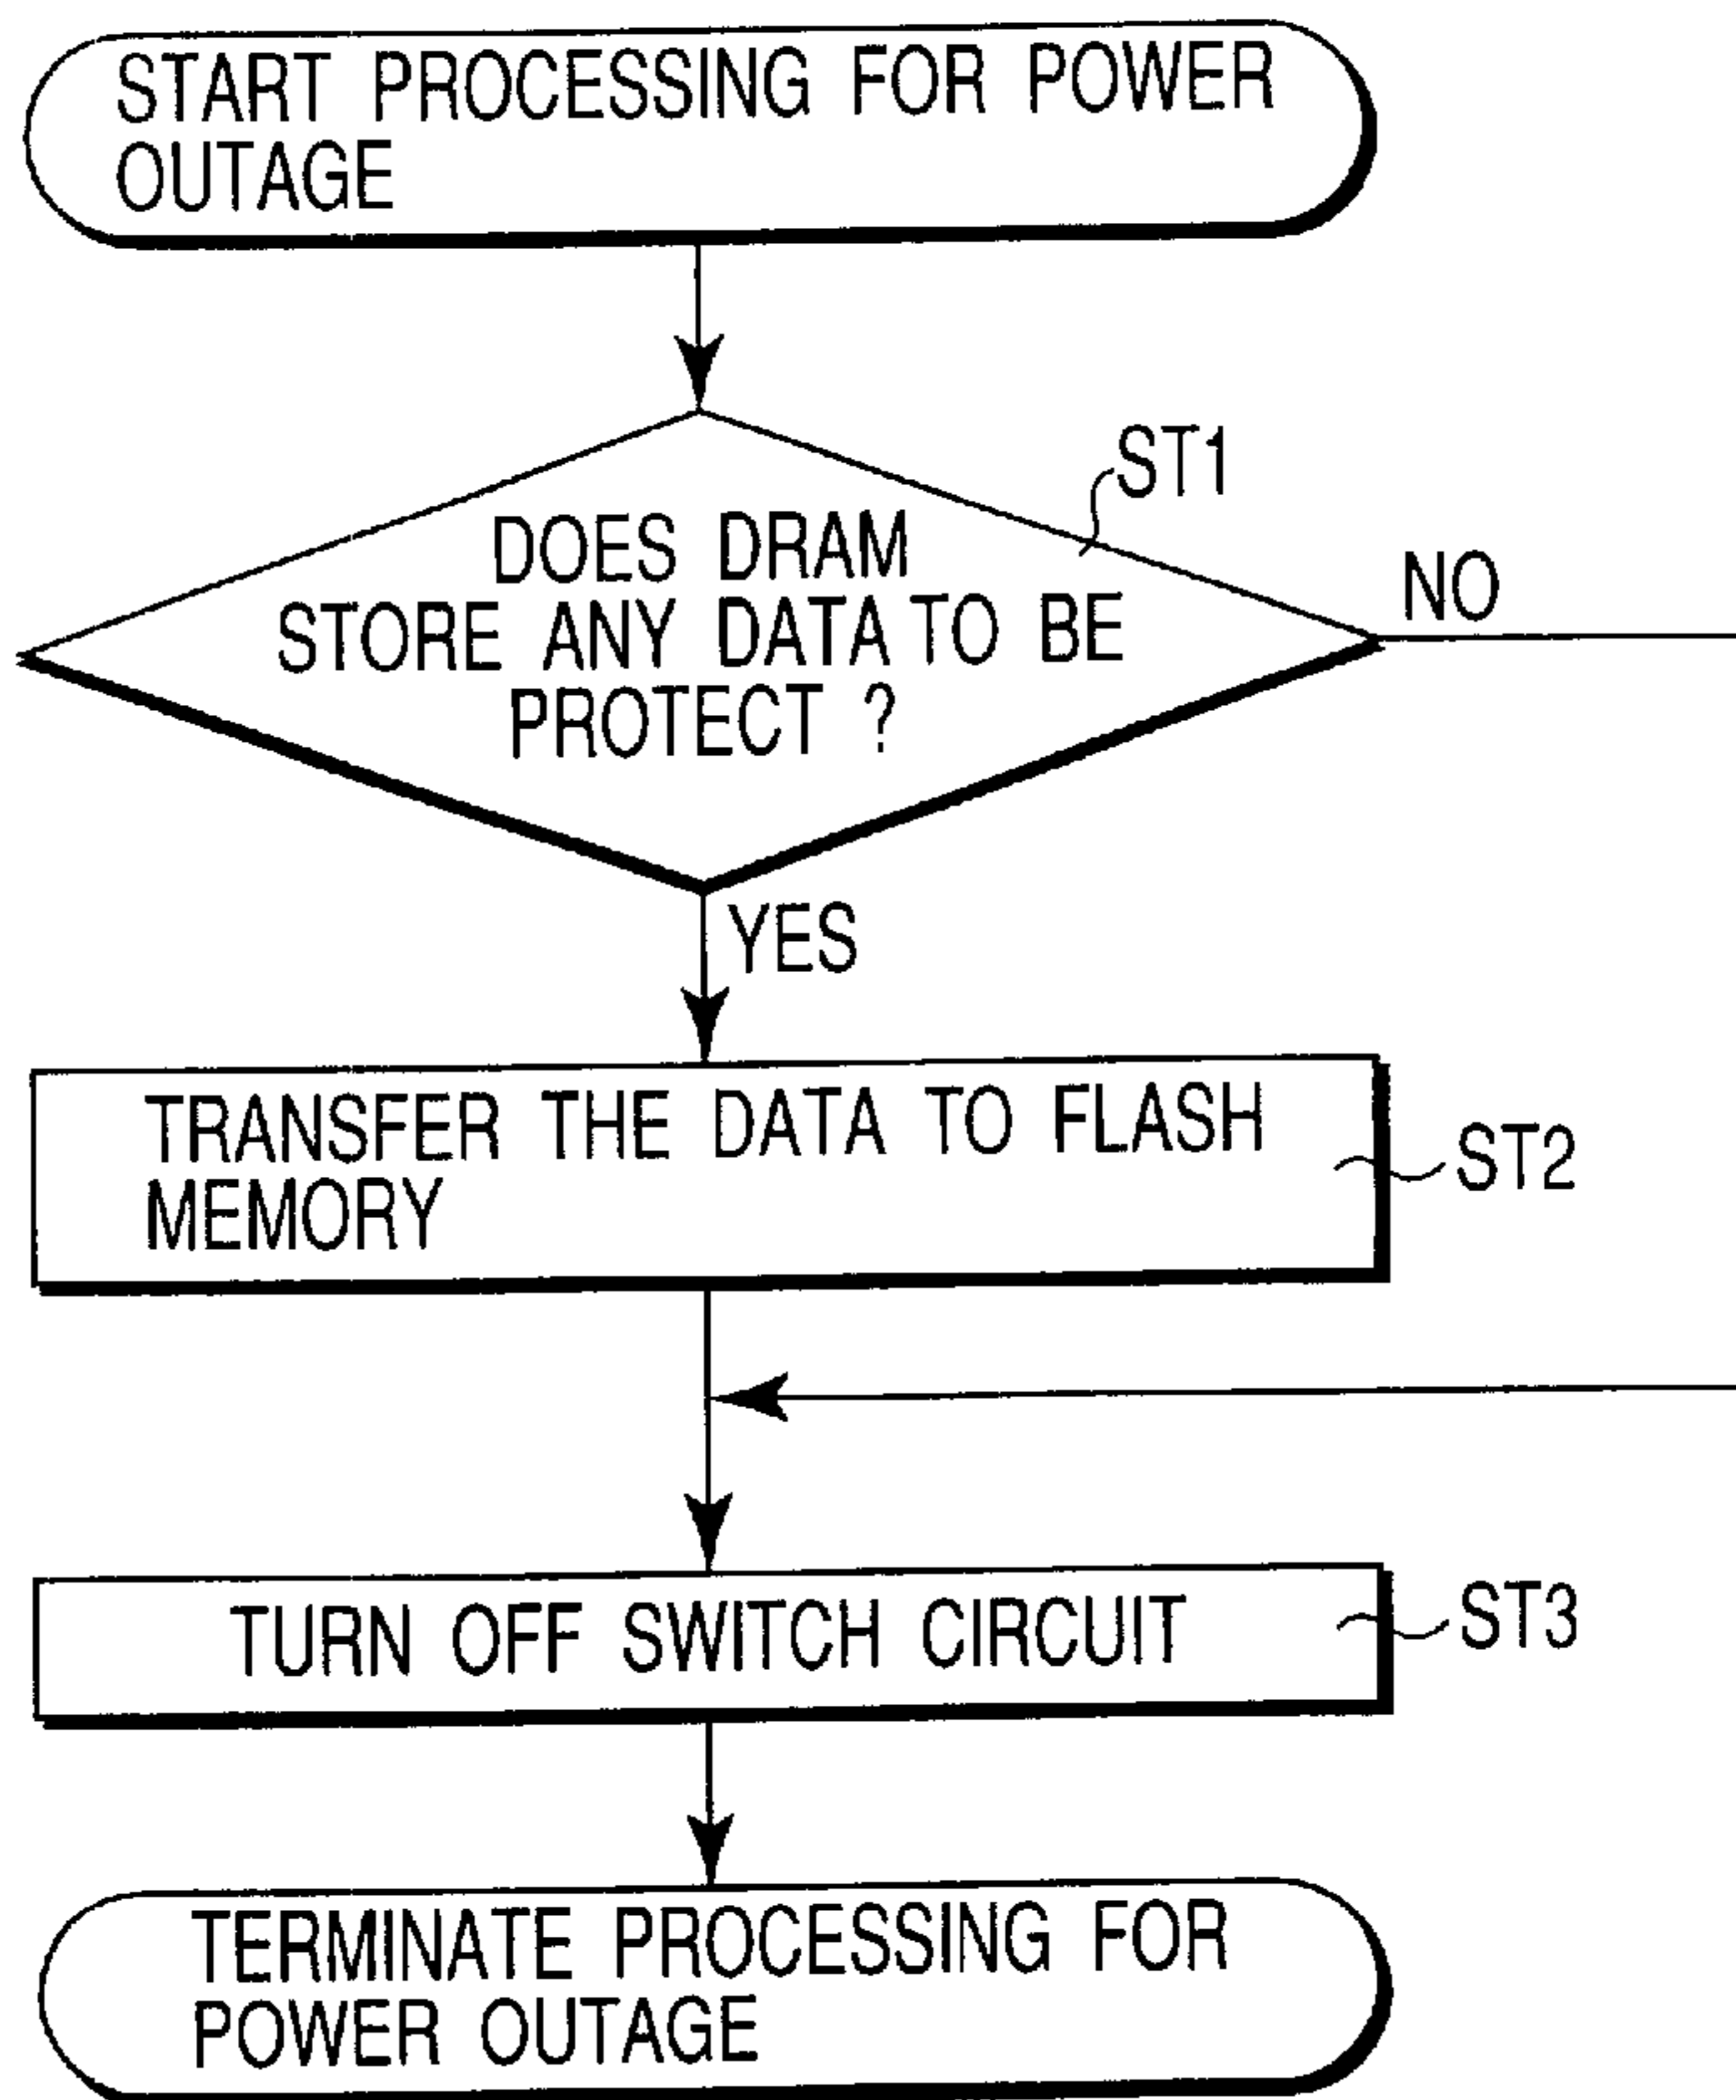 START PROCESSING FOR POWER
OUTAGE
ST1
DOES DRAM
STORE ANY DATA TO BE
PROTECT ?
NO
YES
TRANSFER THE DATA TO FLASH
MEMORY
ST2
TURN OFF SWITCH CIRCUIT
ST3
TERMINATE PROCESSING FOR
POWER OUTAGE